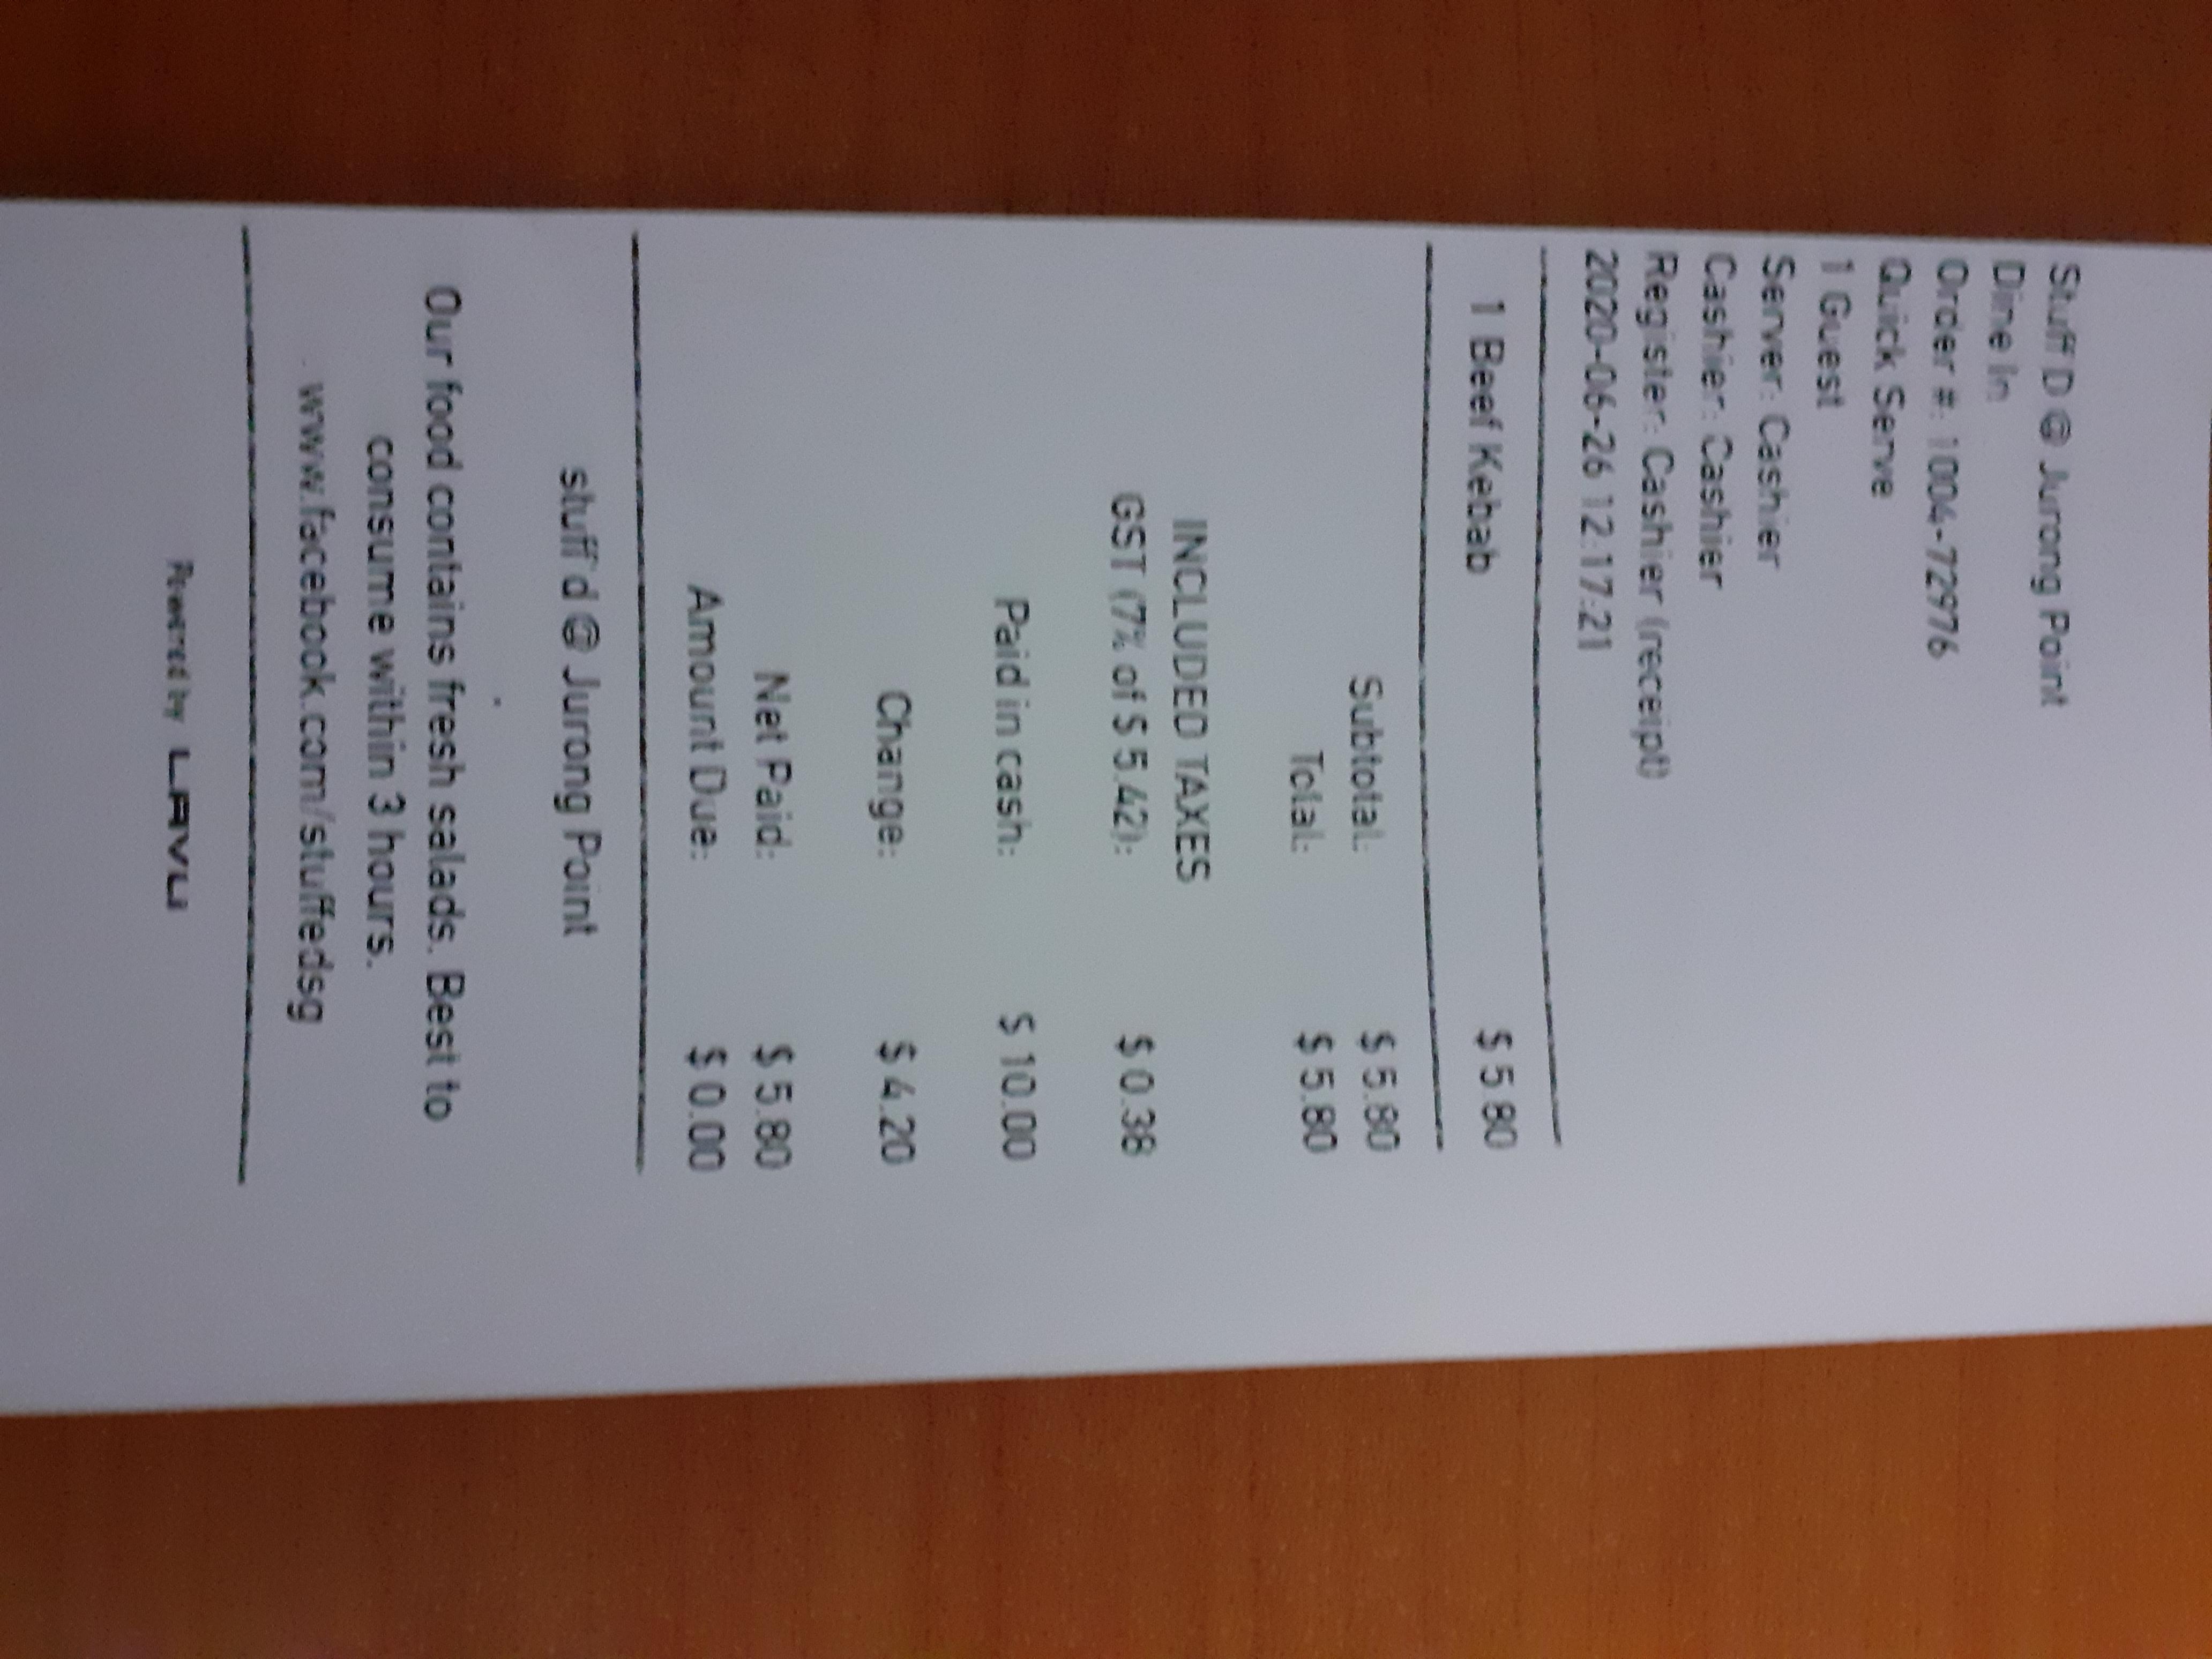 Stuff D @ Jurong Point
Dine In
Order #: 1004-72976
Quick Serve
1 Guest
Server: Cashier
Cashier: Cashier
Register: Cashier (receipt)
2020-06-26 12:17:21
1 Beef Kebab $ 5.80
Subtotal: $ 5.80
Total: $ 5.80
INCLUDED TAXES
GST (7% of $ 5.42): $ 0.38
Paid in cash: $ 10.00
Change: $ 4.20
Net Paid: $ 5.80
Amount Due: $ 0.00
stuff d @ Jurong Point
Our food contains fresh salads. Best to
consume within 3 hours.
www.facebook.com/stuffedsg
Powered by LAVU